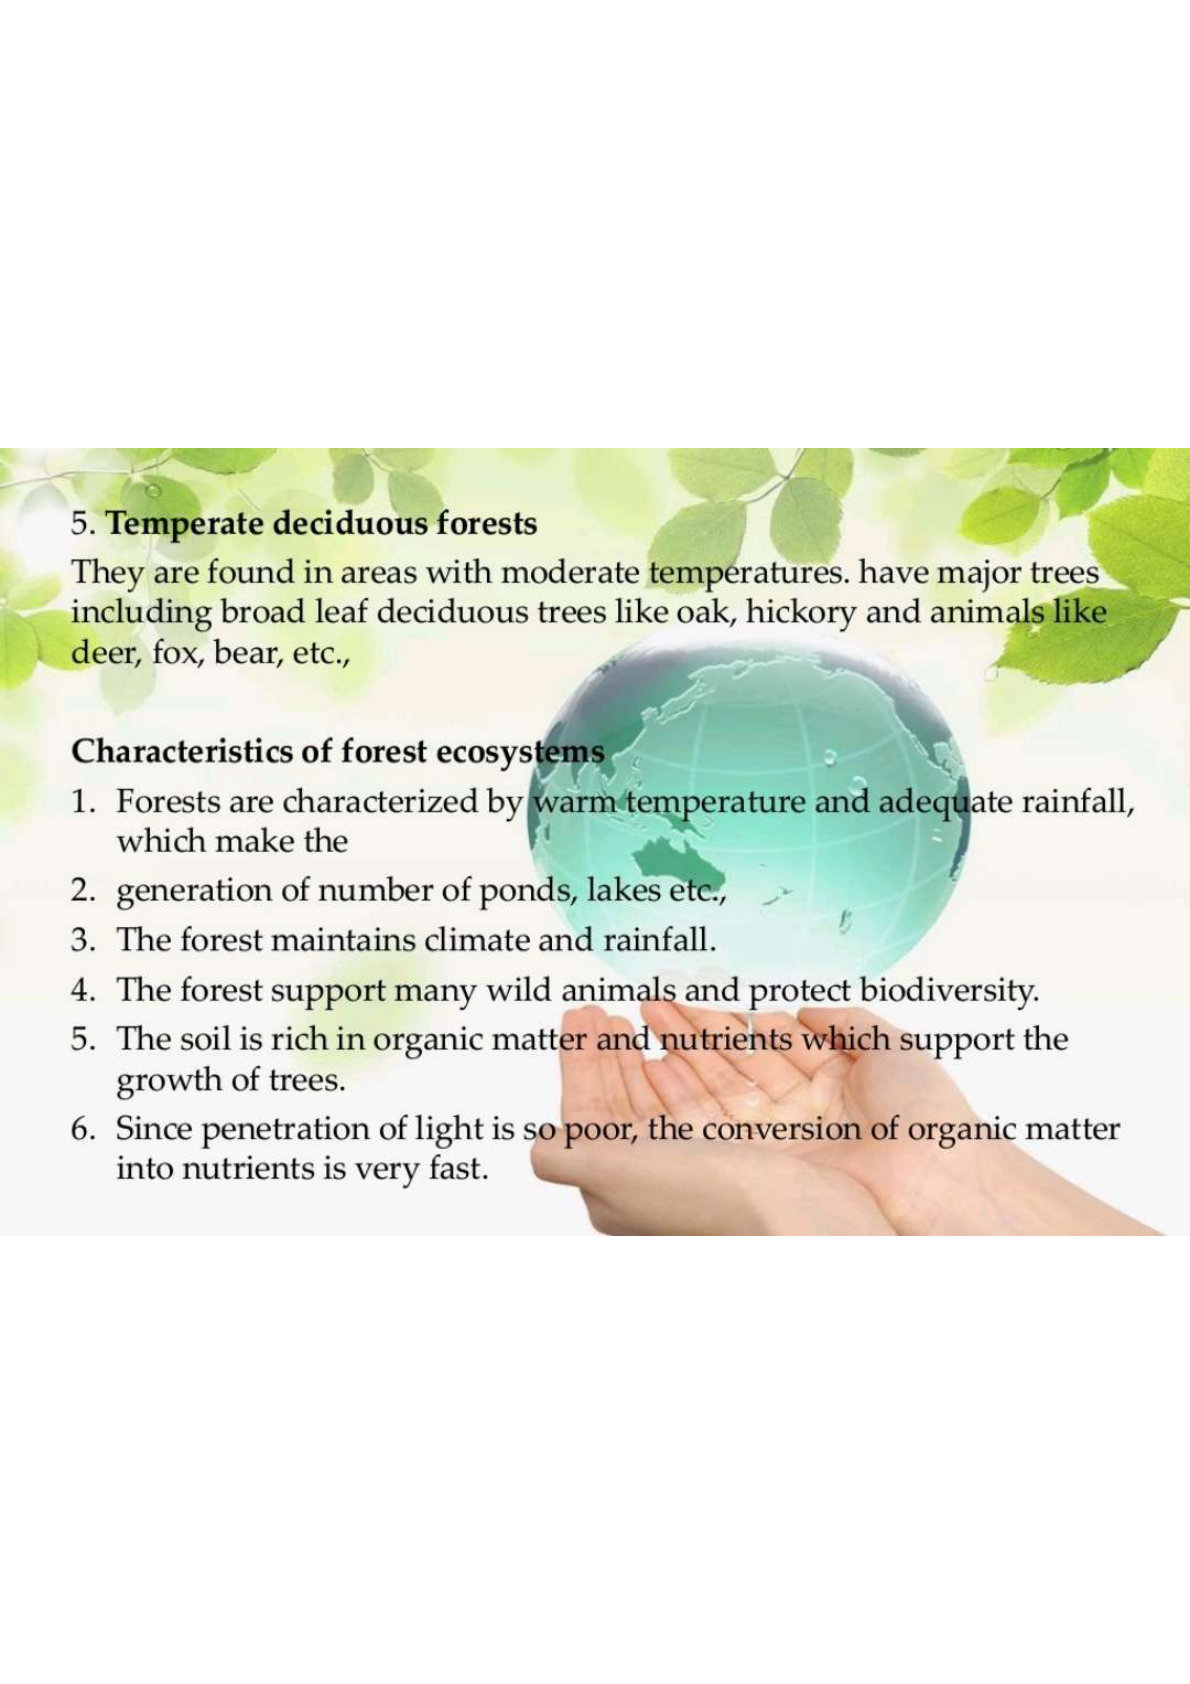 5. Temperate deciduous forests
They are found in areas with moderate temperatures. have major trees
including broad leaf deciduous trees like oak, hickory and animals like
deer, fox, bear, etc.,
Characteristics of forest ecosystems
1. Forests are characterized by warm temperature and adequate rainfall,
which make the
2. generation of number of ponds, lakes etc.,
3. The forest maintains climate and rainfall.
4. The forest support many wild animals and protect biodiversity.
5. The soil is rich in organic matter and nutrients which support the
growth of trees.
6. Since penetration of light is so poor, the conversion of organic matter
into nutrients is very fast.